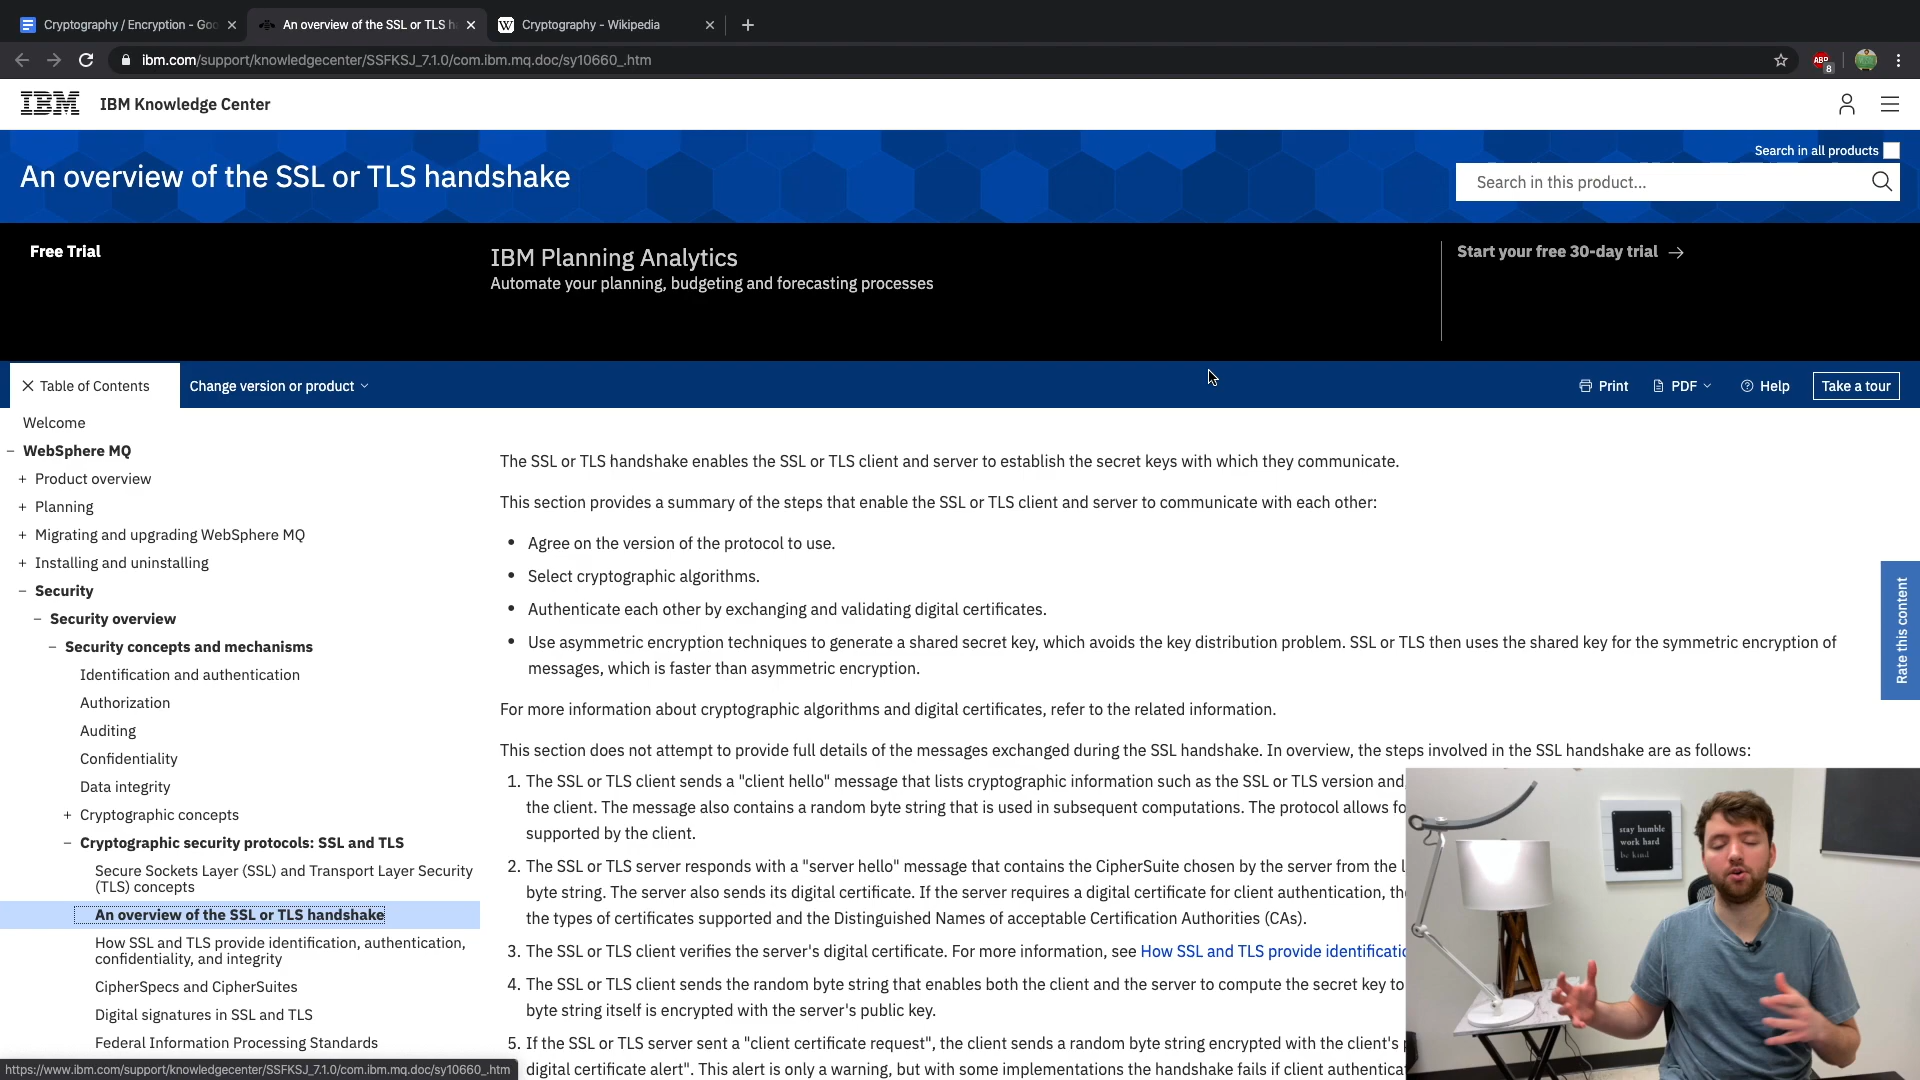 Cryptography / Encryption - Goo
An overview of the SSL or TLS h
Cryptography - Wikipedia
ibm.com/support/knowledgecenter/SSFKSJ_7.1.0/com.ibm.mq.doc/sy10660_.htm
ABP
8
IBM
IBM Knowledge Center
Search in all products
An overview of the SSL or TLS handshake
Search in this product...
Free Trial
IBM Planning Analytics
Automate your planning, budgeting and forecasting processes
Start your free 30-day trial
Table of Contents
Change version or product
Print
PDF
Help
Take a tour
Welcome
WebSphere MQ
Product overview
Planning
Migrating and upgrading WebSphere MQ
Installing and uninstalling
Security
Security overview
Security concepts and mechanisms
Identification and authentication
Authorization
Auditing
Confidentiality
Data integrity
Cryptographic concepts
Cryptographic security protocols: SSL and TLS
Secure Sockets Layer (SSL) and Transport Layer Security
(TLS) concepts
An overview of the SSL or TLS handshake
How SSL and TLS provide identification, authentication,
confidentiality, and integrity
CipherSpecs and CipherSuites
Digital signatures in SSL and TLS
Federal Information Processing Standards
https://www.ibm.com/support/knowledgecenter/SSFKSJ_7.1.0/com.ibm.mq.doc/sy10660_.htm
The SSL or TLS handshake enables the SSL or TLS client and server to establish the secret keys with which they communicate.
This section provides a summary of the steps that enable the SSL or TLS client and server to communicate with each other:
• Agree on the version of the protocol to use.
• Select cryptographic algorithms.
• Authenticate each other by exchanging and validating digital certificates.
• Use asymmetric encryption techniques to generate a shared secret key, which avoids the key distribution problem. SSL or TLS then uses the shared key for the symmetric encryption of
messages, which is faster than asymmetric encryption.
For more information about cryptographic algorithms and digital certificates, refer to the related information.
This section does not attempt to provide full details of the messages exchanged during the SSL handshake. In overview, the steps involved in the SSL handshake are as follows:
1. The SSL or TLS client sends a "client hello" message that lists cryptographic information such as the SSL or TLS version and,
the client. The message also contains a random byte string that is used in subsequent computations. The protocol allows fo
supported by the client.
2. The SSL or TLS server responds with a "server hello" message that contains the CipherSuite chosen by the server from the l
byte string. The server also sends its digital certificate. If the server requires a digital certificate for client authentication, the
the types of certificates supported and the Distinguished Names of acceptable Certification Authorities (CAs).
3. The SSL or TLS client verifies the server's digital certificate. For more information, see How SSL and TLS provide identificatio
4. The SSL or TLS client sends the random byte string that enables both the client and the server to compute the secret key to
byte string itself is encrypted with the server's public key.
5. If the SSL or TLS server sent a "client certificate request", the client sends a random byte string encrypted with the client's p
digital certificate alert". This alert is only a warning, but with some implementations the handshake fails if client authenticat
Rate this content
stay humble
work hard
be kind